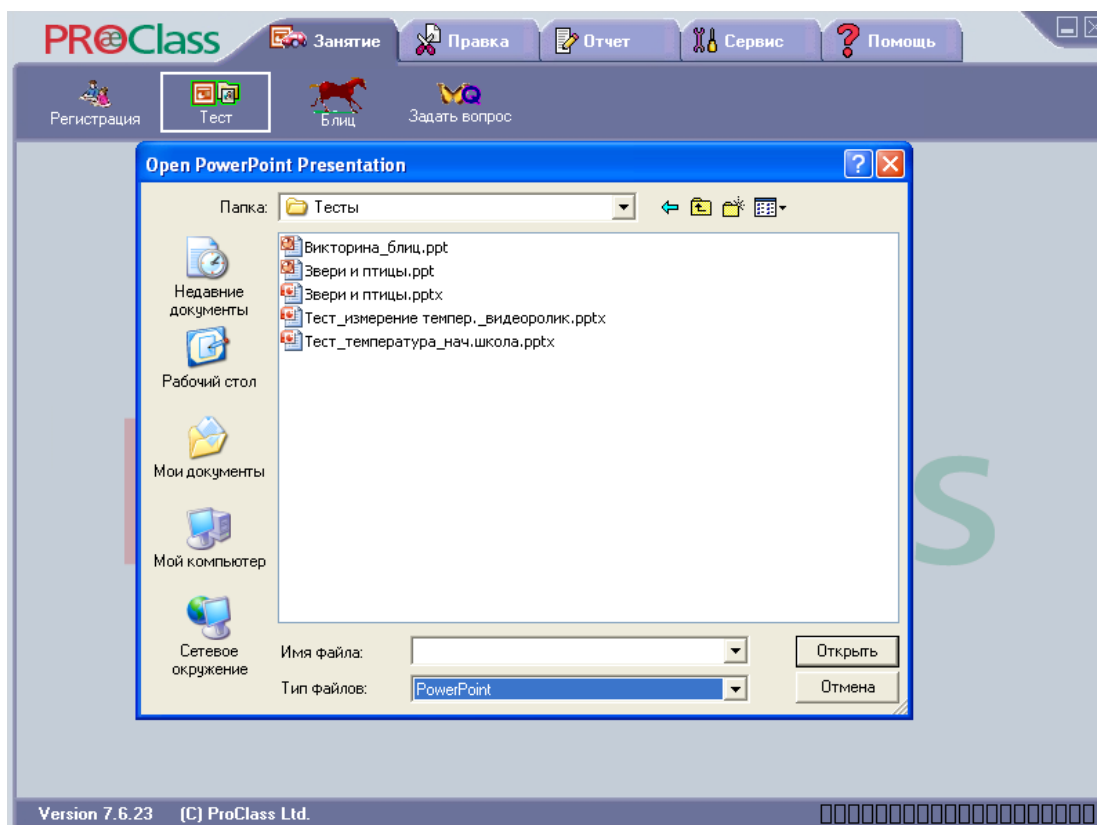 PROClass
Занятие
Правка
Отчет
Сервис
Помощь
Регистрация
Тест
Блиц
Задать вопрос
Open PowerPoint Presentation
Папка:
Тесты
Викторина_блиц.ppt
Звери и птицы.ppt
Звери и птицы.pptx
Тест_измерение темпер._видеоролик.pptx
Тест_температура_нач.школа.pptx
Недавние
документы
Рабочий стол
Мои документы
Мой компьютер
Сетевое
окружение
Имя файла:
Открыть
Тип файлов:
PowerPoint
Отмена
Version 7.6.23 (C) ProClass Ltd.